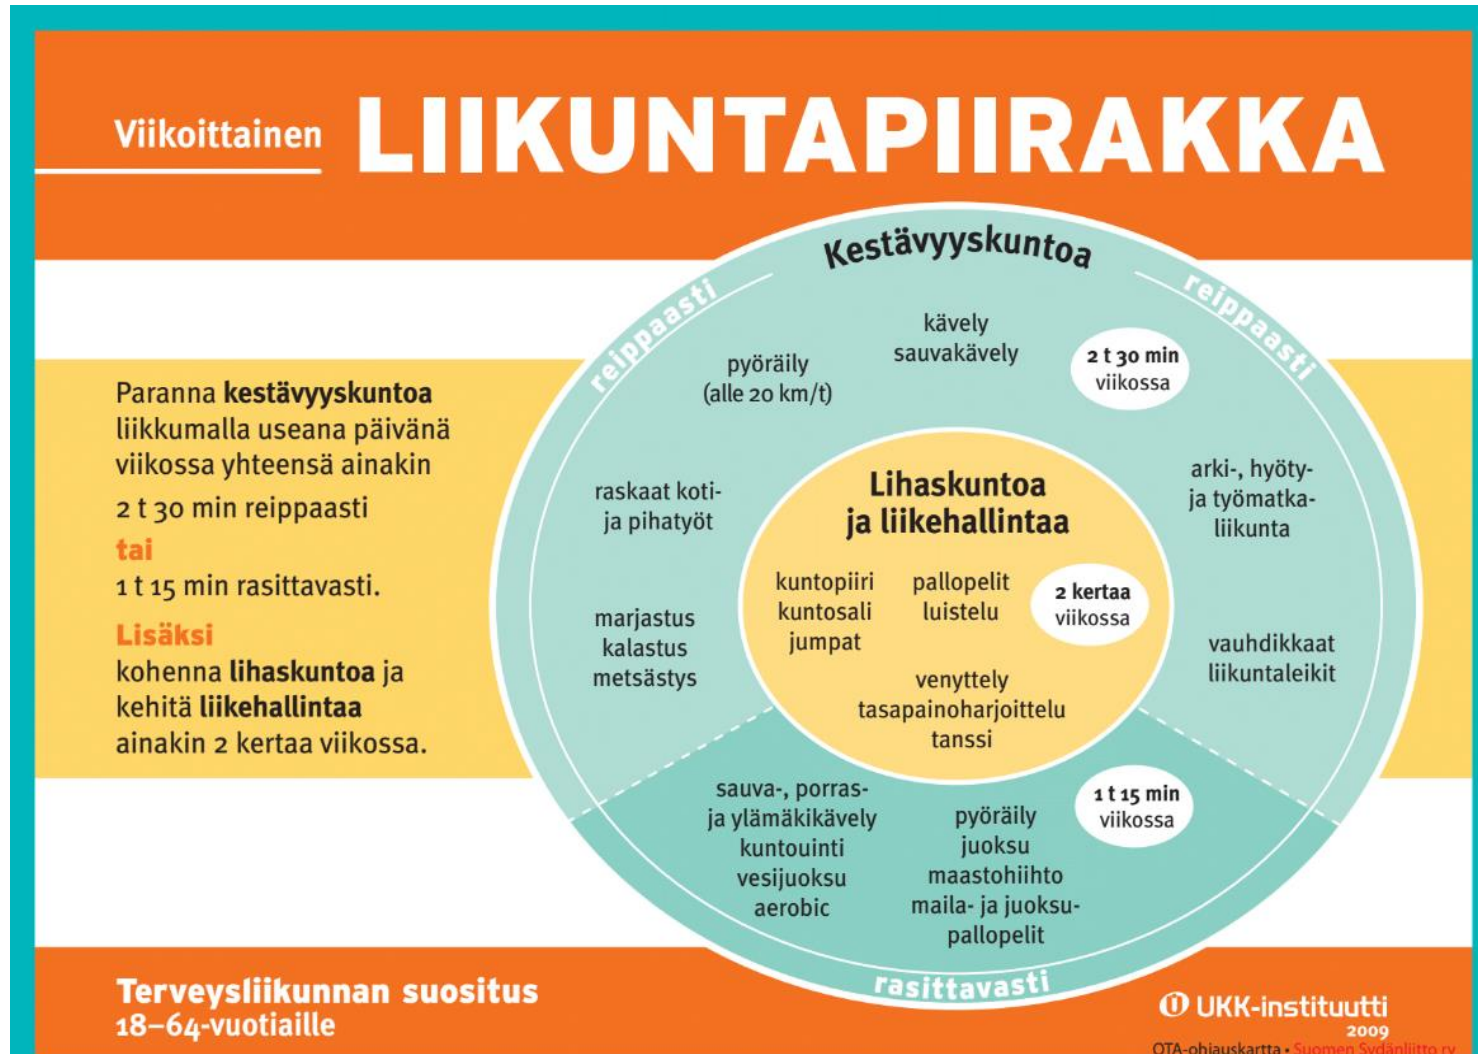 Viikoittainen LIIKUNTAPIIRAKKA
Paranna kestävyyskuntoa
liikkumalla useana päivänä
viikossa yhteensä ainakin
2 t 30 min reippaasti
tai
1 t 15 min rasittavasti.
Lisäksi
kohenna lihaskuntoa ja
kehitä liikehallintaa
ainakin 2 kertaa viikossa.
Kestävyyskuntoa
reippaasti
reippaasti
kävely
sauvakävely
2 t 30 min
viikossa
pyöräily
(alle 20 km/t)
raskaat koti-
ja pihatyöt
arki-, hyöty-
ja työmatka-
liikunta
marjastus
kalastus
metsästys
vauhdikkaat
liikuntaleikit
Lihaskuntoa
ja liikehallintaa
kuntopiiri
kuntosali
jumpat
pallopelit
luistelu
2 kertaa
viikossa
venyttely
tasapainoharjoittelu
tanssi
sauva-, porras-
ja ylämäkikävely
kuntouinti
vesijuoksu
aerobic
pyöräily
juoksu
maastohiihto
maila- ja juoksu-
pallopelit
1 t 15 min
viikossa
rasittavasti
Terveysliikunnan suositus
18–64-vuotiaille
UKK-instituutti
2009
OTA-ohjauskartta • Suomen Sydänliitto ry